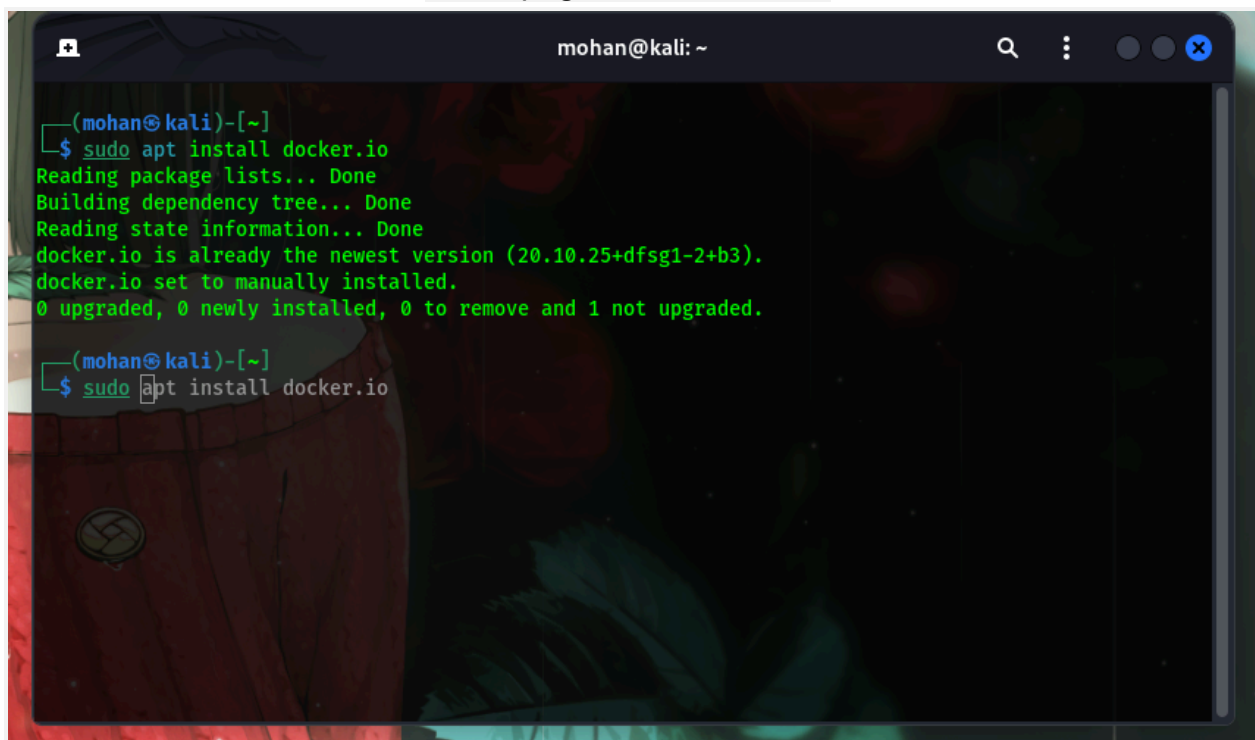 mohan@kali: ~
┌──(mohan㉿kali)-[~]
└─$ sudo apt install docker.io
Reading package lists... Done
Building dependency tree... Done
Reading state information... Done
docker.io is already the newest version (20.10.25+dfsg1-2+b3).
docker.io set to manually installed.
0 upgraded, 0 newly installed, 0 to remove and 1 not upgraded.
┌──(mohan㉿kali)-[~]
└─$ sudo apt install docker.io